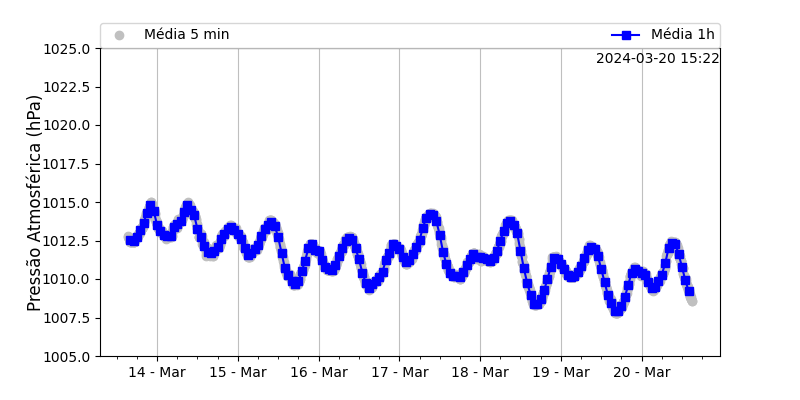 Média 5 min
Média 1h
2024-03-20 15:22
Pressão Atmosférica (hPa)
1025.0
1022.5
1020.0
1017.5
1015.0
1012.5
1010.0
1007.5
1005.0
14 - Mar
15 - Mar
16 - Mar
17 - Mar
18 - Mar
19 - Mar
20 - Mar